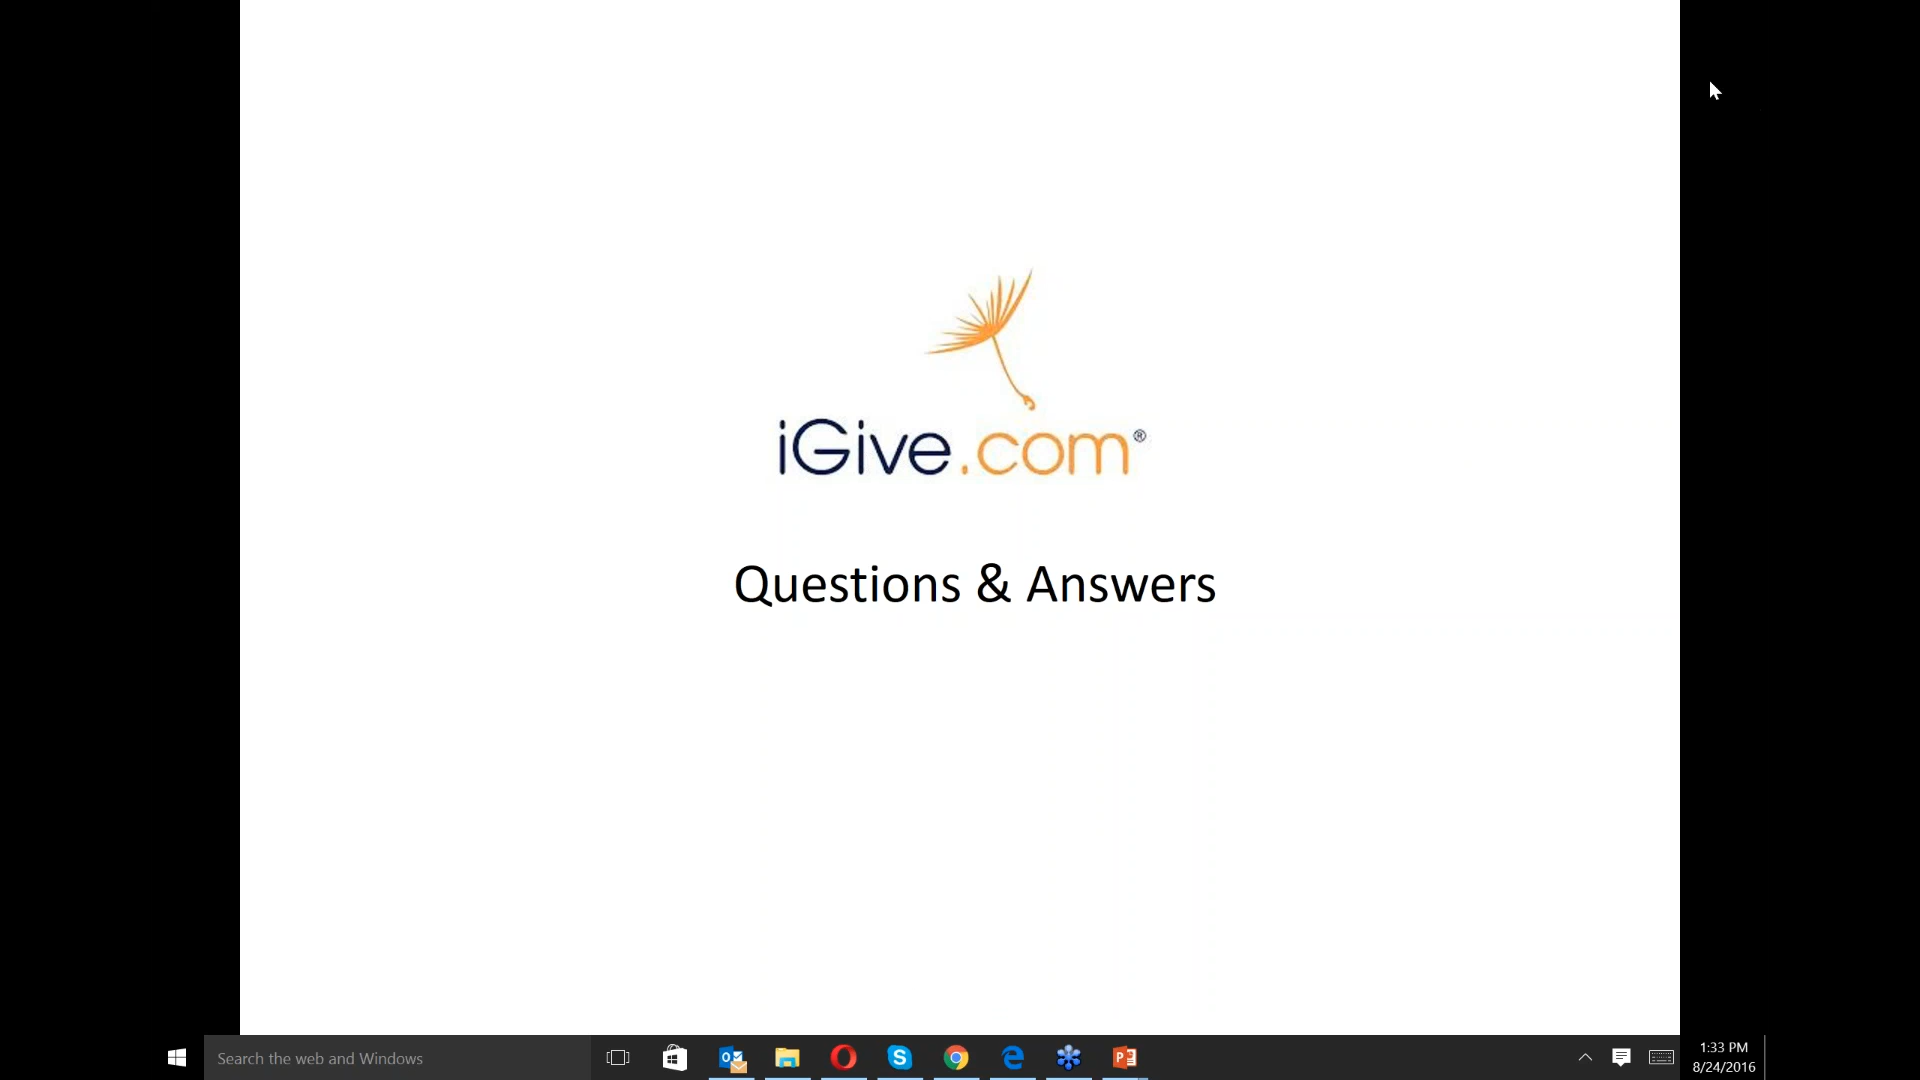 iGive.com®
Questions & Answers
Search the web and Windows
1:33 PM
8/24/2016